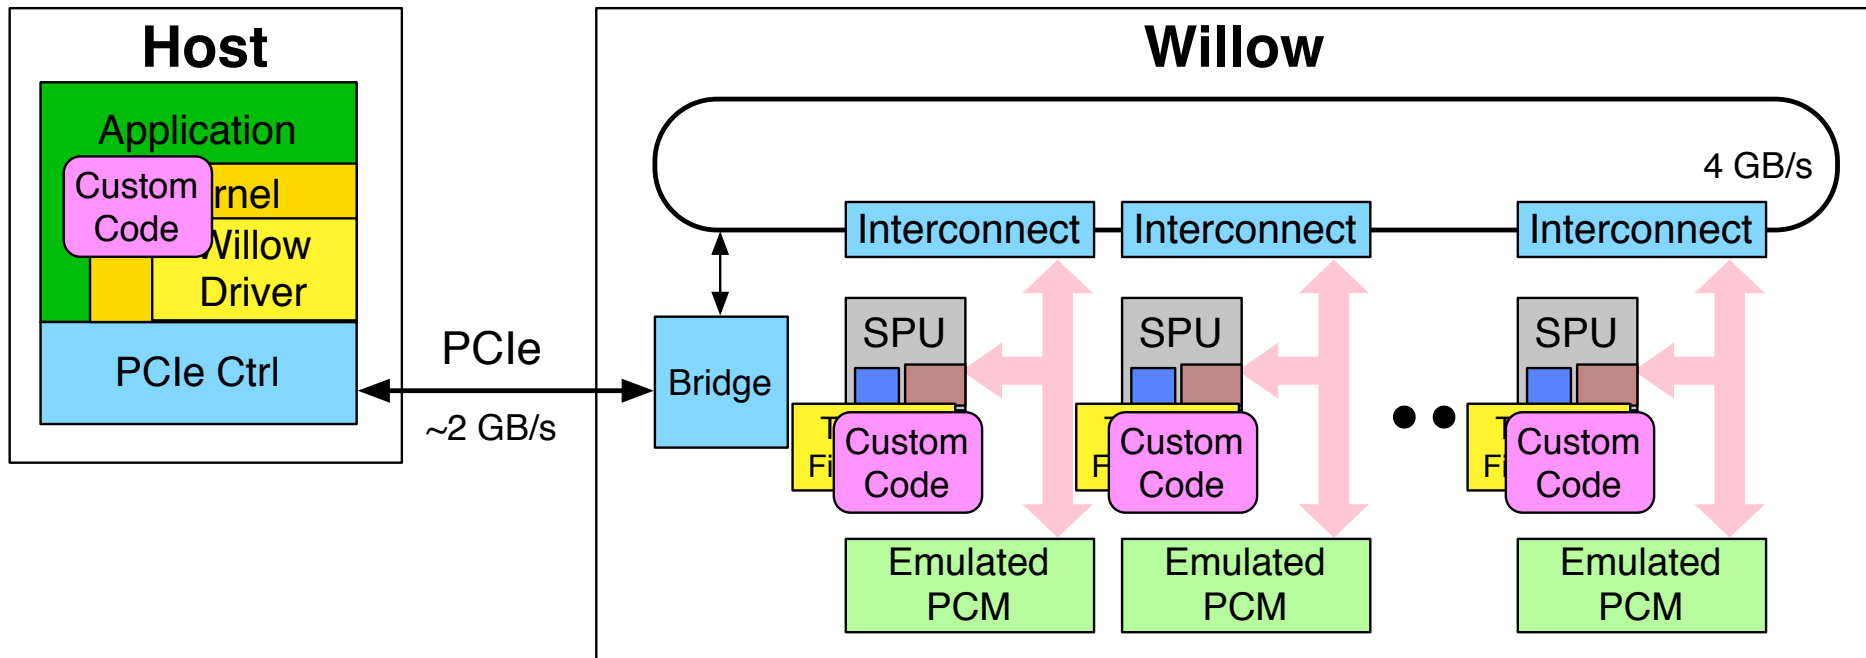 Host
Application
Custom
Code
rnel
Willow
Driver
PCIe Ctrl
PCIe
~2 GB/s
Willow
4 GB/s
Interconnect
Interconnect
Interconnect
Bridge
SPU
Custom
Code
SPU
Custom
Code
SPU
Custom
Code
Emulated
PCM
Emulated
PCM
Emulated
PCM